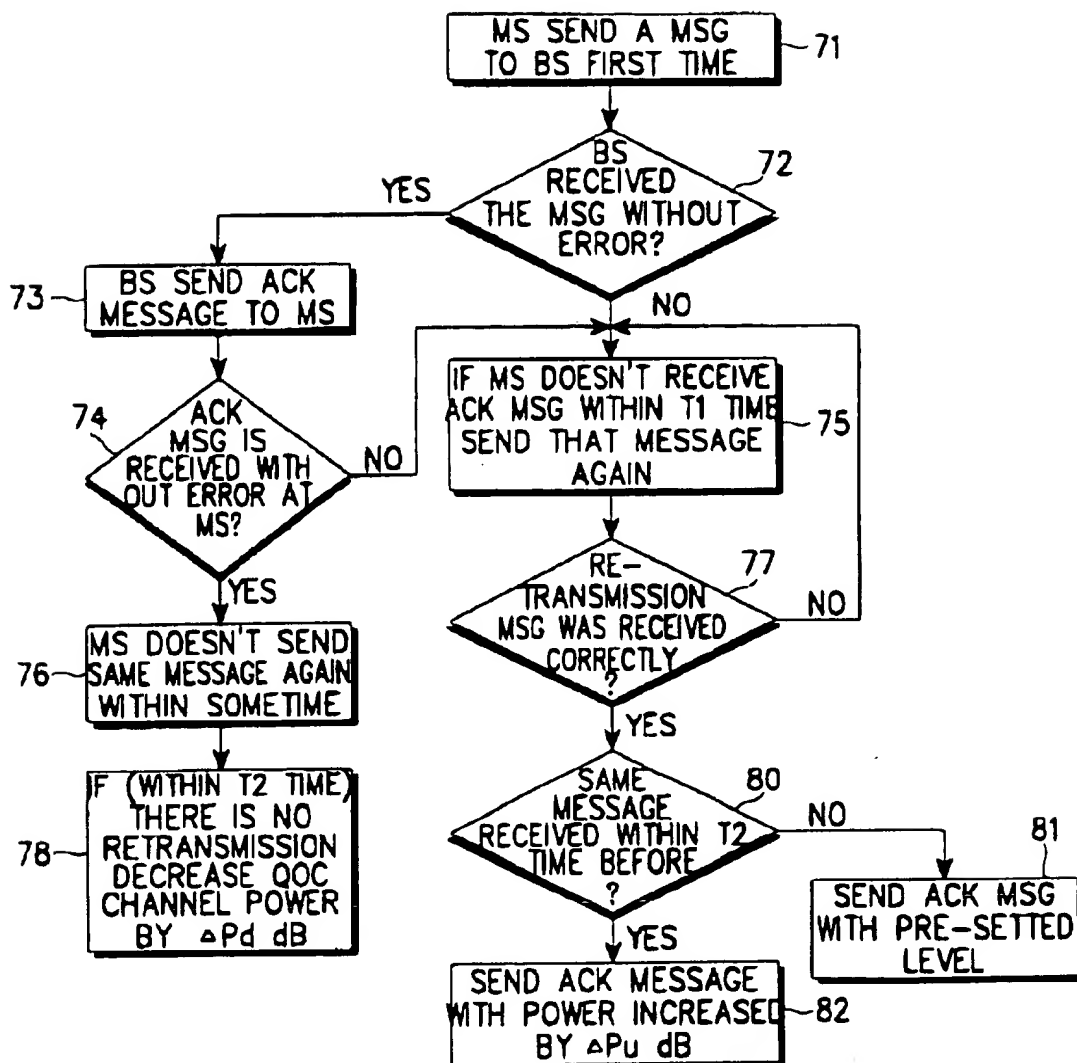 MS SEND A MSG
TO BS FIRST TIME
71
BS
RECEIVED
THE MSG WITHOUT
ERROR?
72
YES
NO
BS SEND ACK
MESSAGE TO MS
73
ACK
MSG IS
RECEIVED WITH
OUT ERROR AT
MS?
74
NO
YES
IF MS DOESN'T RECEIVE
ACK MSG WITHIN T1 TIME
SEND THAT MESSAGE
AGAIN
75
RE-
TRANSMISSION
MSG WAS RECEIVED
CORRECTLY
?
77
NO
YES
MS DOESN'T SEND
SAME MESSAGE AGAIN
WITHIN SOMETIME
76
IF (WITHIN T2 TIME)
THERE IS NO
RETRANSMISSION
DECREASE QOC
CHANNEL POWER
BY △Pd dB
78
SAME
MESSAGE
RECEIVED WITHIN T2
TIME BEFORE
?
80
NO
YES
81
SEND ACK MSG
WITH PRE-SETTED
LEVEL
SEND ACK MESSAGE
WITH POWER INCREASED
BY △Pu dB
82